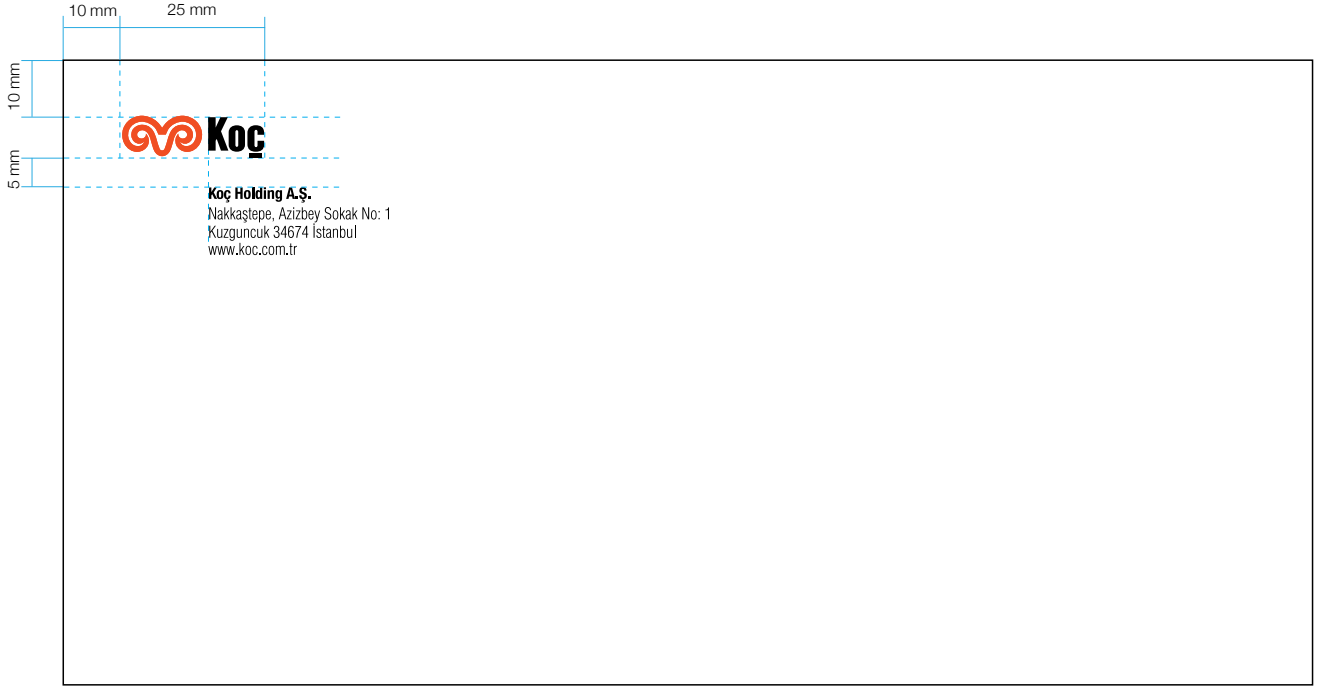 10 mm
25 mm
10 mm
5 mm
Koç
Koç Holding A.Ş.
Nakkaştepe, Azizbey Sokak No: 1
Kuzguncuk 34674 İstanbul
www.koc.com.tr